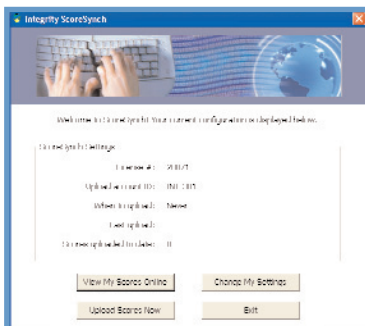 Integrity ScoreSynch
Welcome to ScoreSynch! Your current configuration is displayed below.
ScoreSynch Settings
License #:
Upload account ID:
When to upload: Never
Last upload:
Scores uploaded to date: 0
View My Scores Online Change My Settings
Upload Scores Now Exit